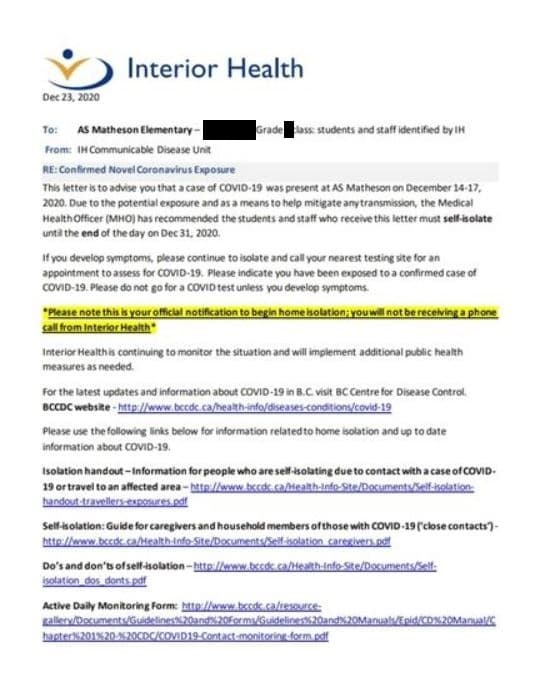 Interior Health
Dec 23, 2020
To: AS Matheson Elementary – Grade class: students and staff identified by IH
From: IH Communicable Disease Unit
RE: Confirmed Novel Coronavirus Exposure
This letter is to advise you that a case of COVID-19 was present at AS Matheson on December 14-17,
2020. Due to the potential exposure and as a means to help mitigate any transmission, the Medical
Health Officer (MHO) has recommended the students and staff who receive this letter must self-isolate
until the end of the day on Dec 31, 2020.
If you develop symptoms, please continue to isolate and call your nearest testing site for an
appointment to assess for COVID-19. Please indicate you have been exposed to a confirmed case of
COVID-19. Please do not go for a COVID test unless you develop symptoms.
*Please note this is your official notification to begin home isolation; you will not be receiving a phone
call from Interior Health*
Interior Health is continuing to monitor the situation and will implement additional public health
measures as needed.
For the latest updates and information about COVID-19 in B.C. visit BC Centre for Disease Control.
BCCDC website - http://www.bccdc.ca/health-info/diseases-conditions/covid-19
Please use the following links below for information related to home isolation and up to date
information about COVID-19.
Isolation handout – Information for people who are self-isolating due to contact with a case of COVID-
19 or travel to an affected area – http://www.bccdc.ca/Health-Info-Site/Documents/Self-isolation-
handout-travellers-exposures.pdf
Self-isolation: Guide for caregivers and household members of those with COVID-19 ('close contacts') -
http://www.bccdc.ca/Health-Info-Site/Documents/Self-isolation_caregivers.pdf
Do's and don'ts of self-isolation – http://www.bccdc.ca/Health-Info-Site/Documents/Self-
isolation_dos_donts.pdf
Active Daily Monitoring Form: http://www.bccdc.ca/resource-
gallery/Documents/Guidelines%20and%20Forms/Guidelines%20and%20Manuals/Epid/CD%20Manual/C
hapter%201%20-%20CDC/COVID19-Contact-monitoring-form.pdf